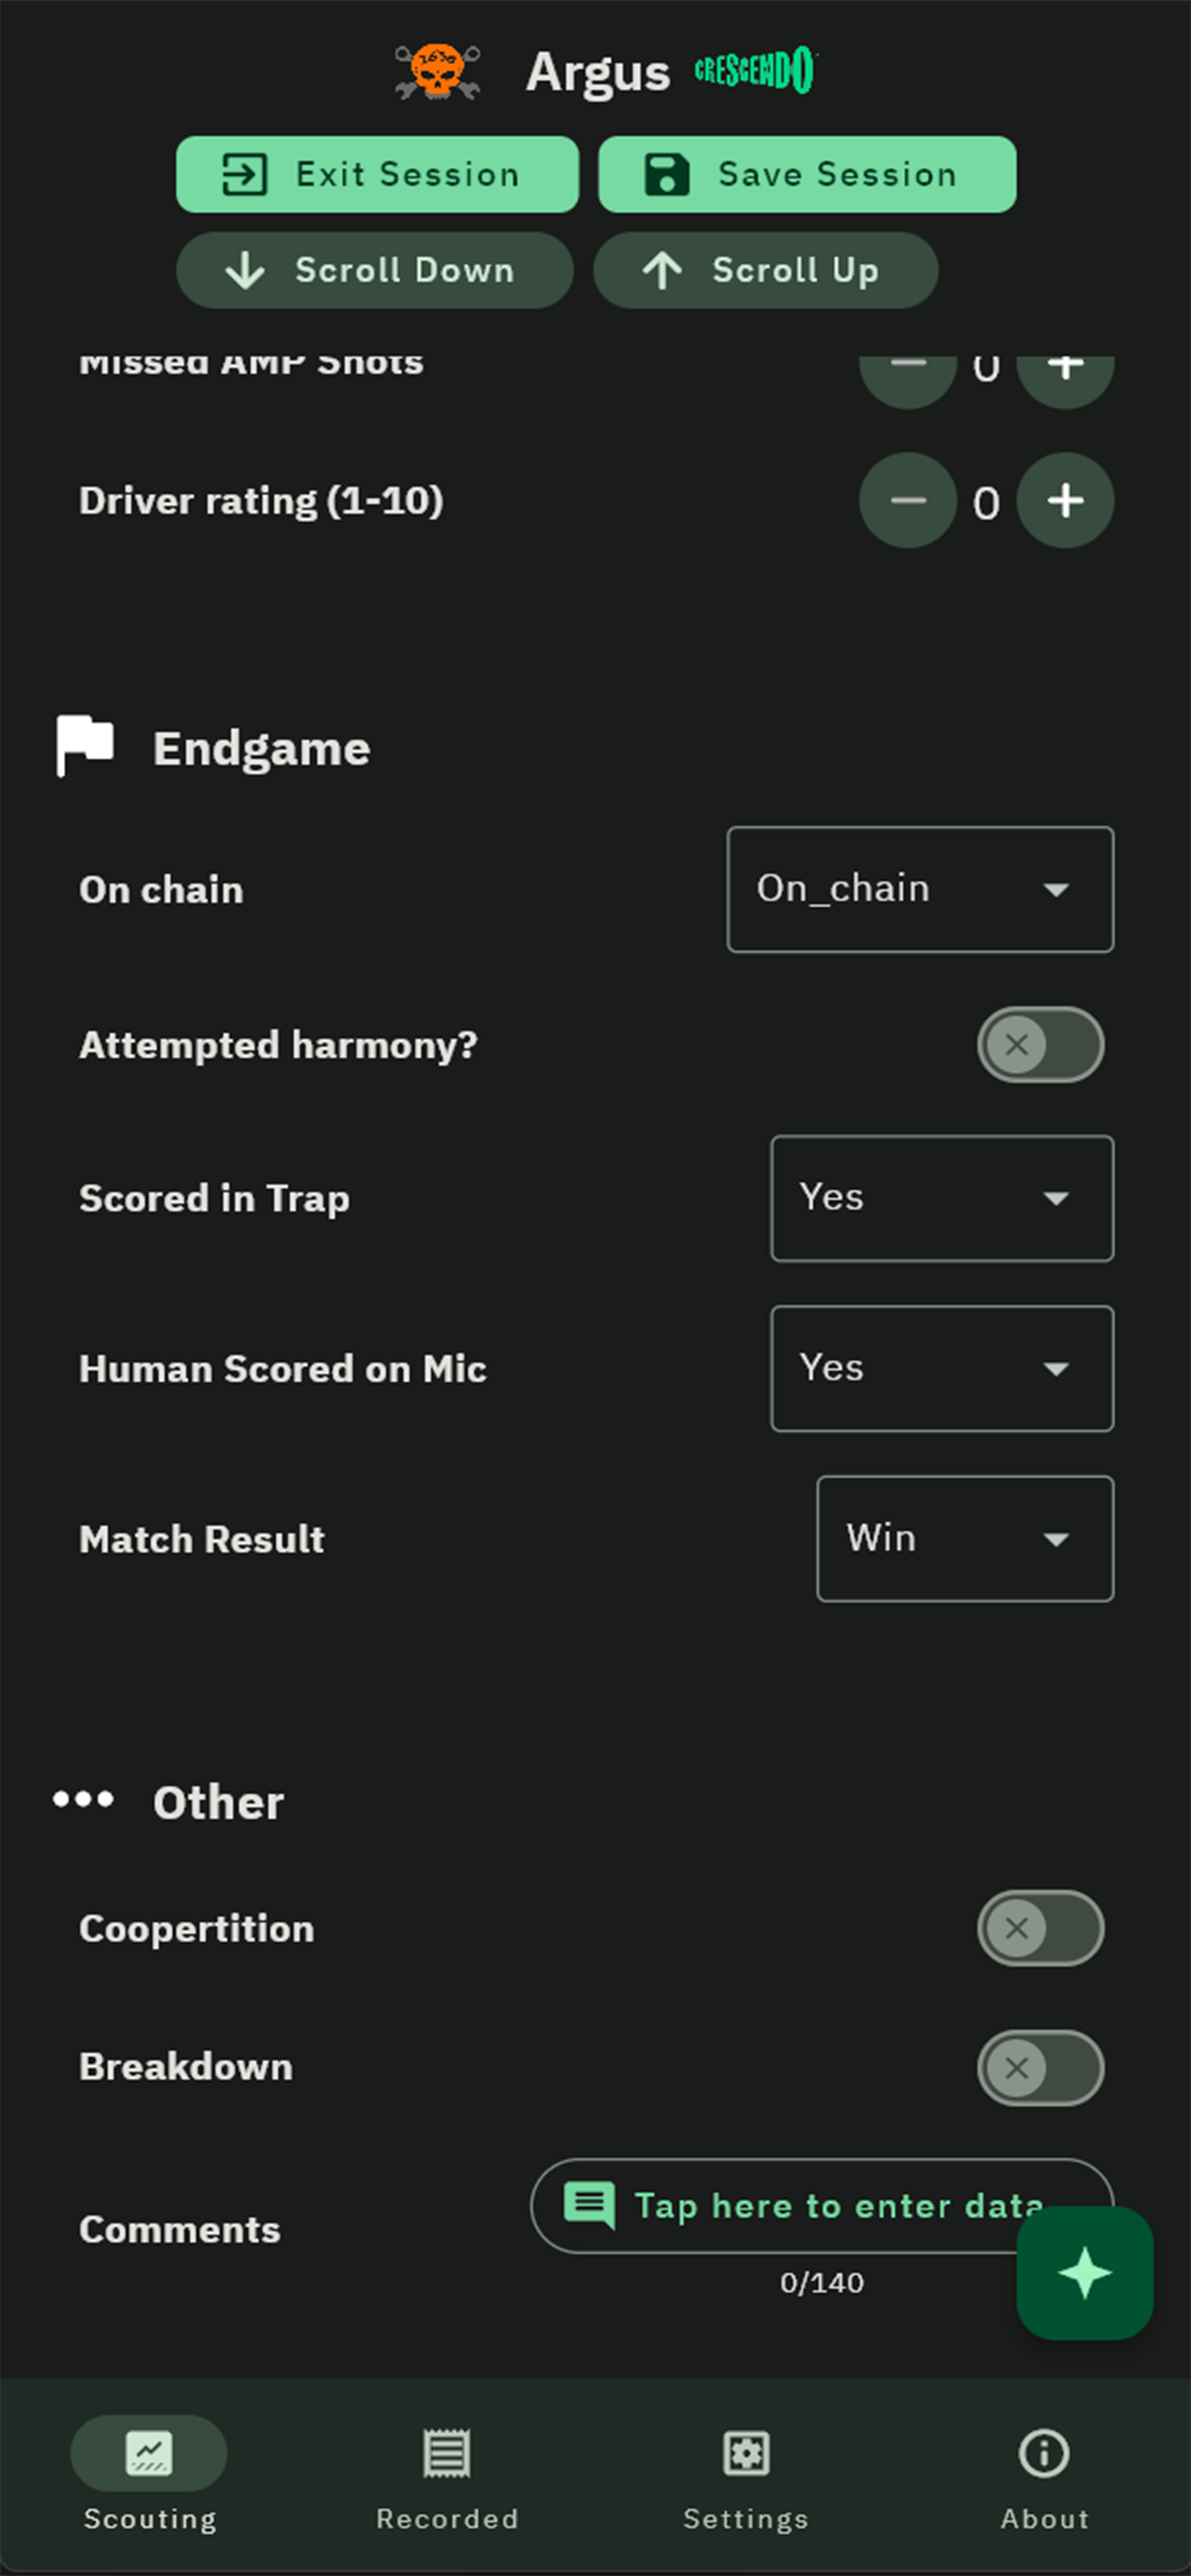 1636
Argus CRESCENDO
Exit Session Save Session
Scroll Down Scroll Up
Missed AMP Shots 0
Driver rating (1-10) 0
Endgame
On chain On_chain
Attempted harmony?
Scored in Trap Yes
Human Scored on Mic Yes
Match Result Win
Other
Coopertition
Breakdown
Comments Tap here to enter data
0/140
Scouting Recorded Settings About